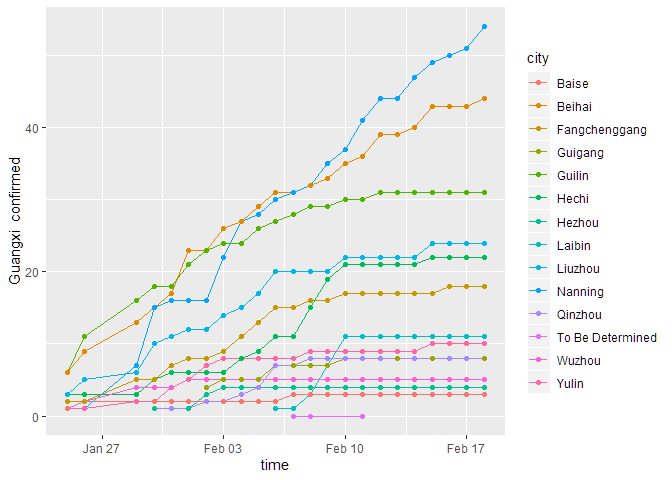 Guangxi confirmed
40
20
0
Jan 27
Feb 03
Feb 10
Feb 17
time
city
Baise
Beihai
Fangchenggang
Guigang
Guilin
Hechi
Hezhou
Laibin
Liuzhou
Nanning
Qinzhou
To Be Determined
Wuzhou
Yulin